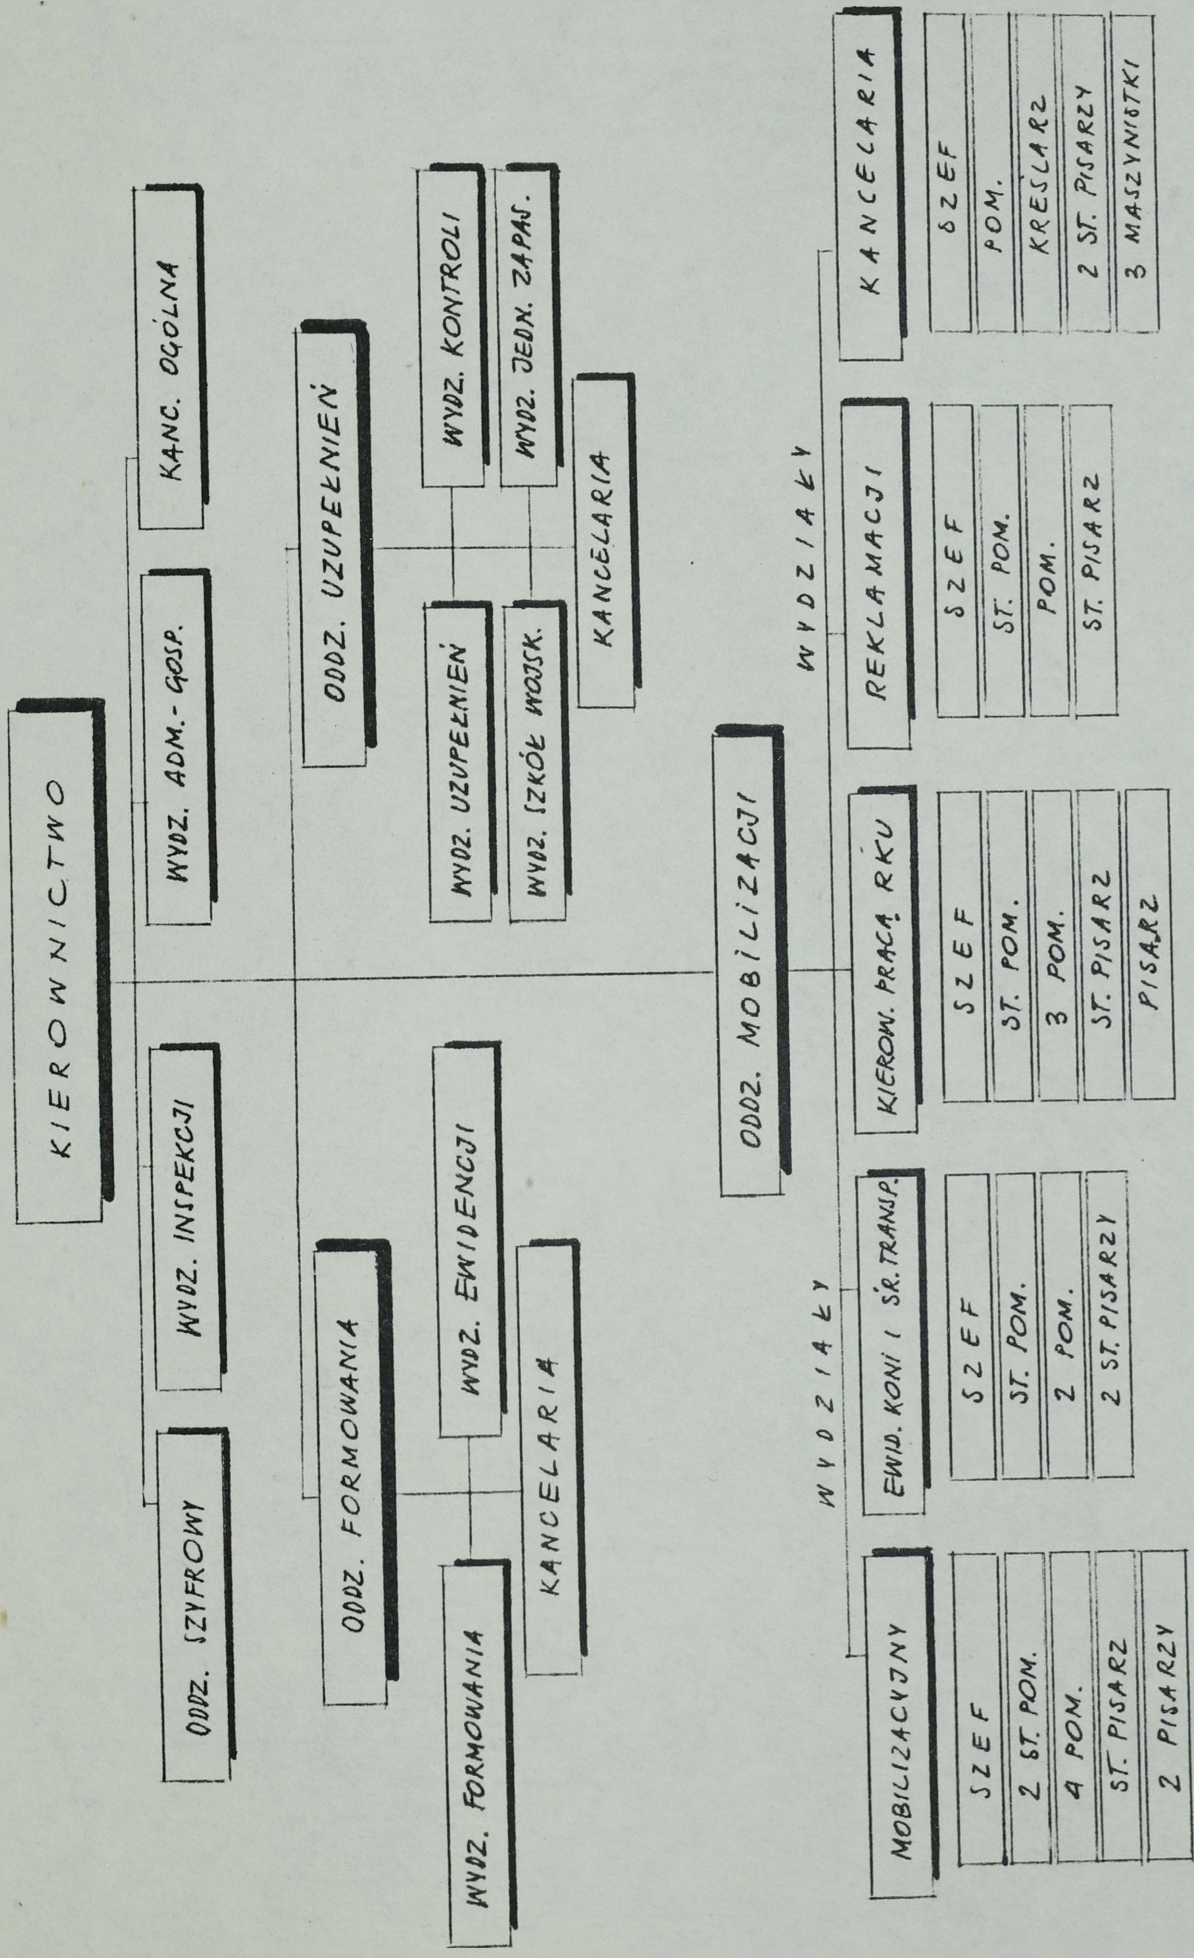 KIEROWNICTWO
ODDZ. SZYFROWY
WYDZ. INSPEKCJI
WYDZ. ADM.-GOSP.
KANC. OGÓLNA
ODDZ. FORMOWANIA
WYDZ. FORMOWANIA
WYDZ. EWIDENCJI
KANCELARIA
ODDZ. UZUPEŁNIEŃ
WYDZ. UZUPEŁNIEŃ
WYDZ. KONTROLI
WYDZ. SZKÓŁ WOJSK.
WYDZ. JEDN. ZAPAS.
KANCELARIA
ODDZ. MOBILIZACJI
WYDZIAŁY
WYDZIAŁY
MOBILIZACYJNY
SZEF
2 ST. POM.
4 POM.
ST. PISARZ
2 PISARZY
EWID. KONI I ŚR. TRANSP.
SZEF
ST. POM.
2 POM.
2 ST. PISARZY
KIEROW. PRACĄ RKU
SZEF
ST. POM.
3 POM.
ST. PISARZ
PISARZ
REKLAMACJI
SZEF
ST. POM.
POM.
ST. PISARZ
KANCELARIA
SZEF
POM.
KREŚLARZ
2 ST. PISARZY
3 MASZYNISTKI